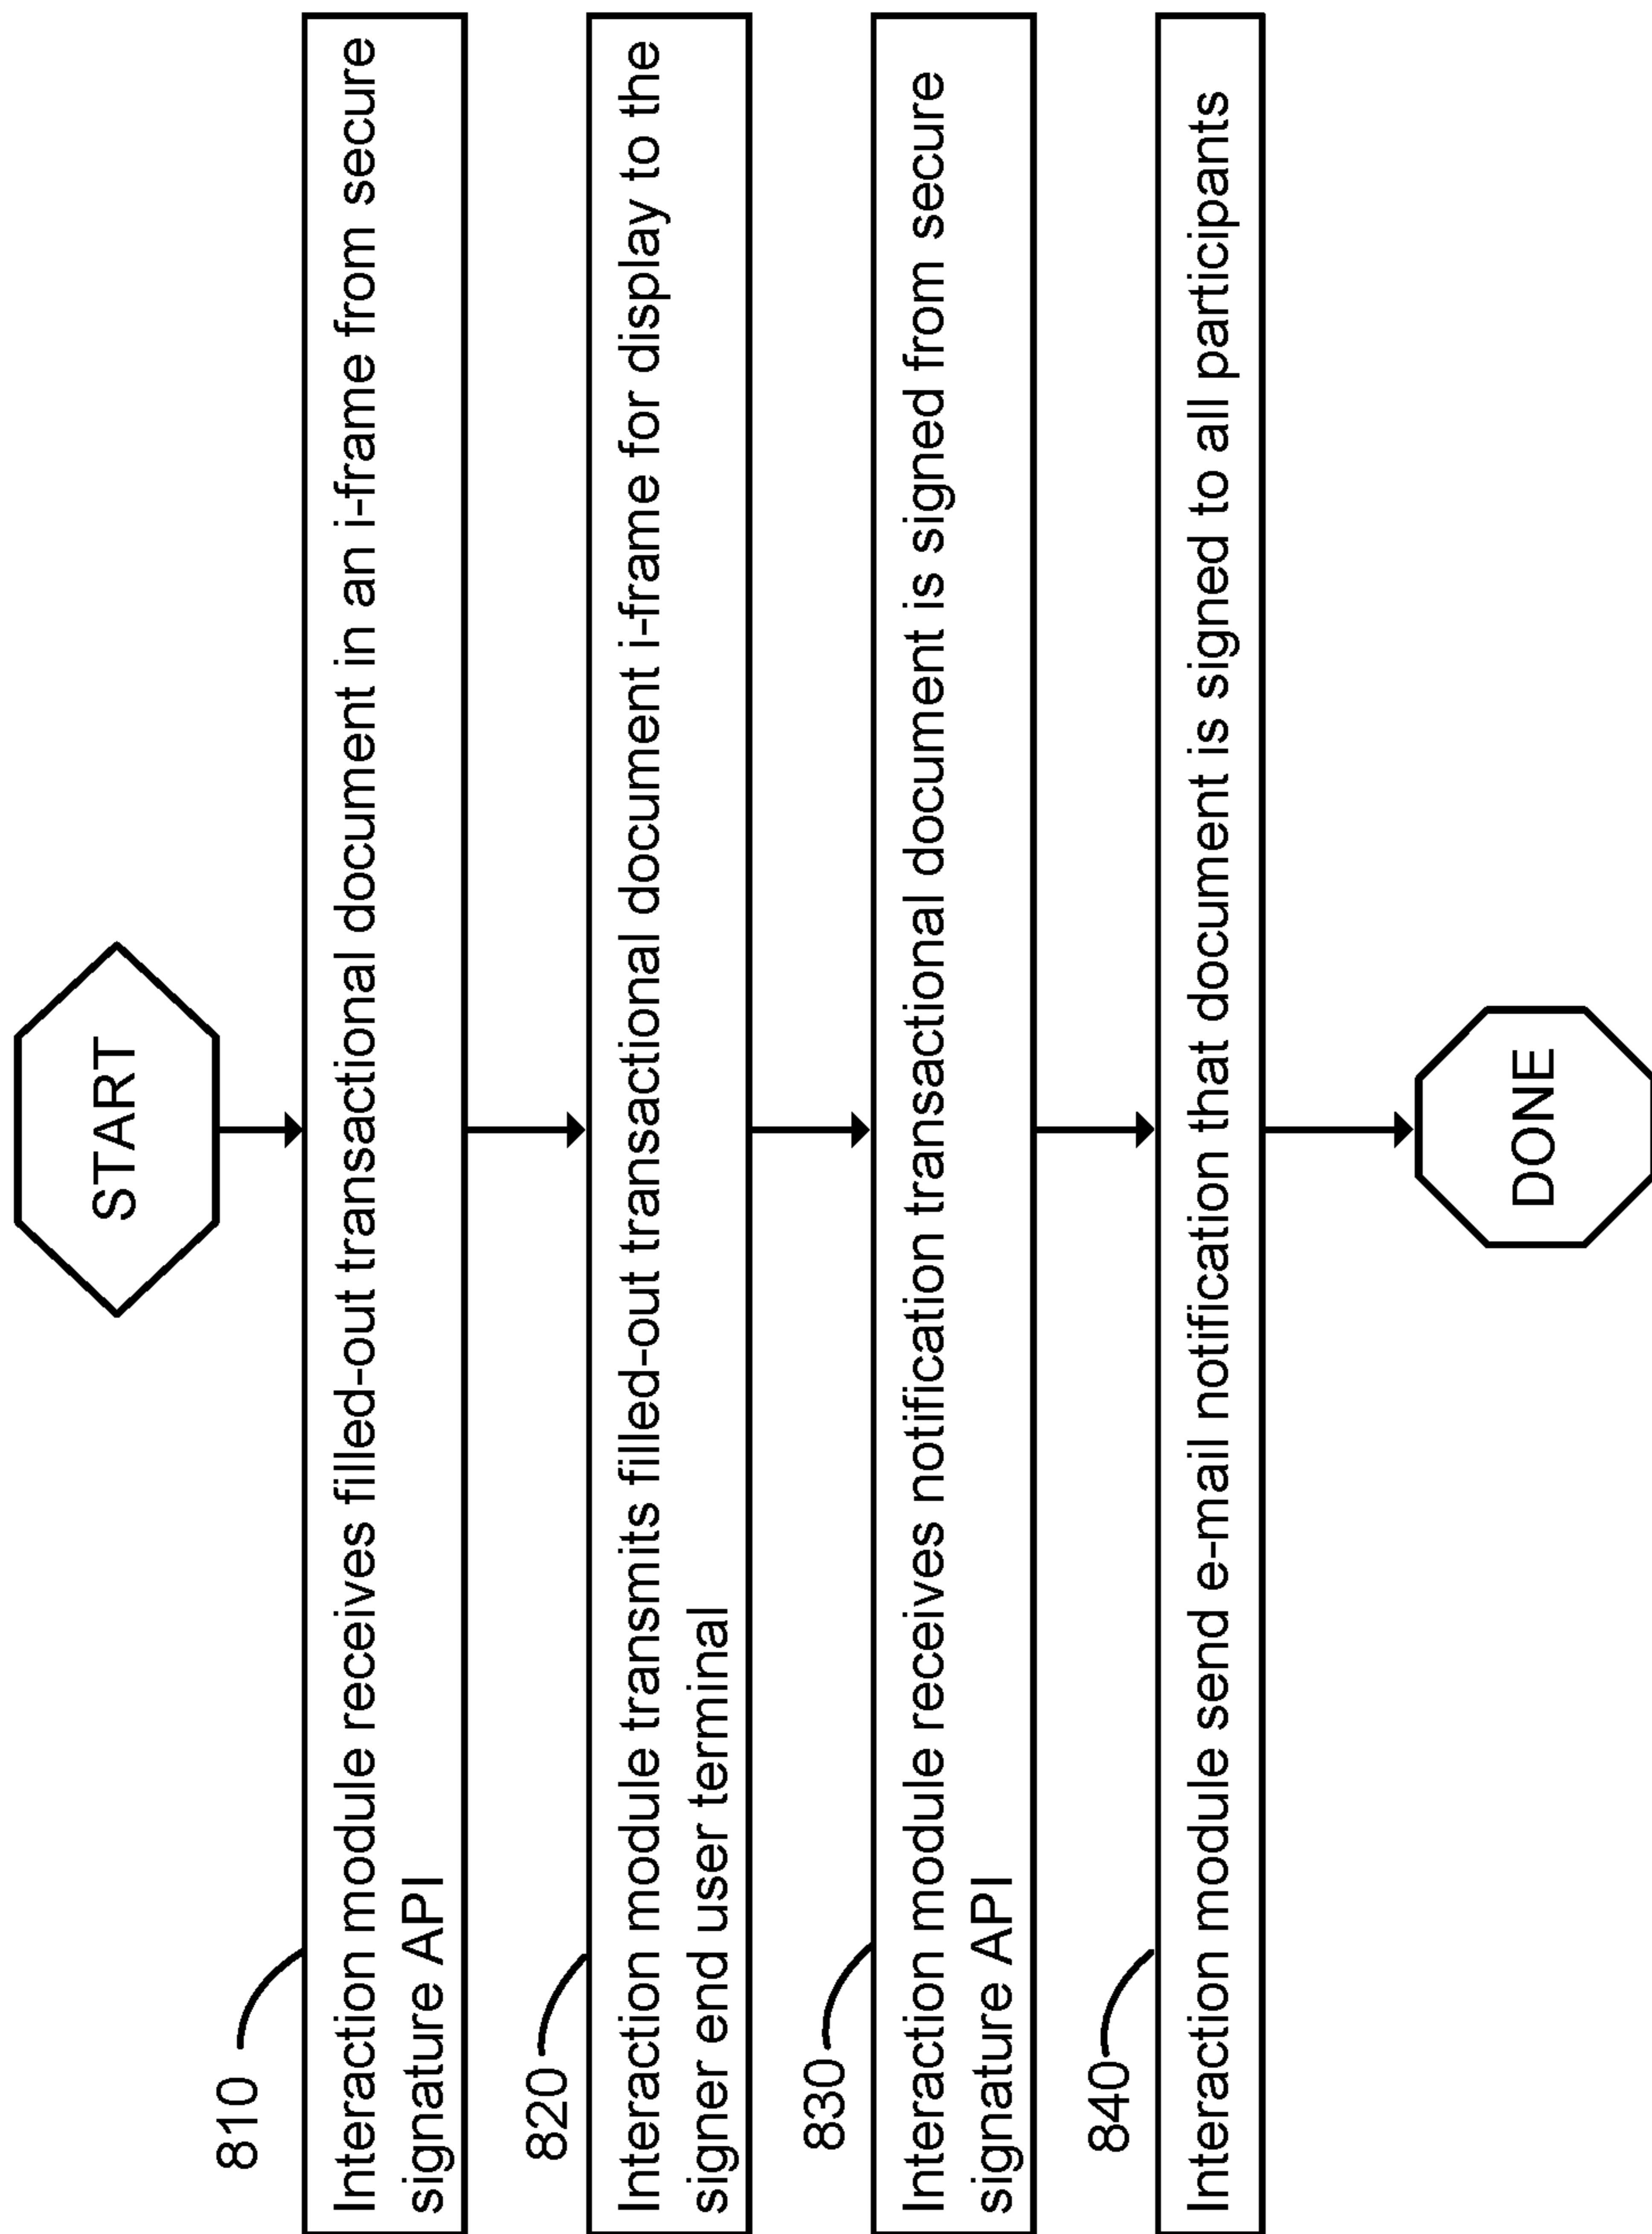 START
810
Interaction module receives filled-out transactional document in an i-frame from secure
signature API
820
Interaction module transmits filled-out transactional document i-frame for display to the
signer end user terminal
830
Interaction module receives notification transactional document is signed from secure
signature API
840
Interaction module send e-mail notification that document is signed to all participants
DONE